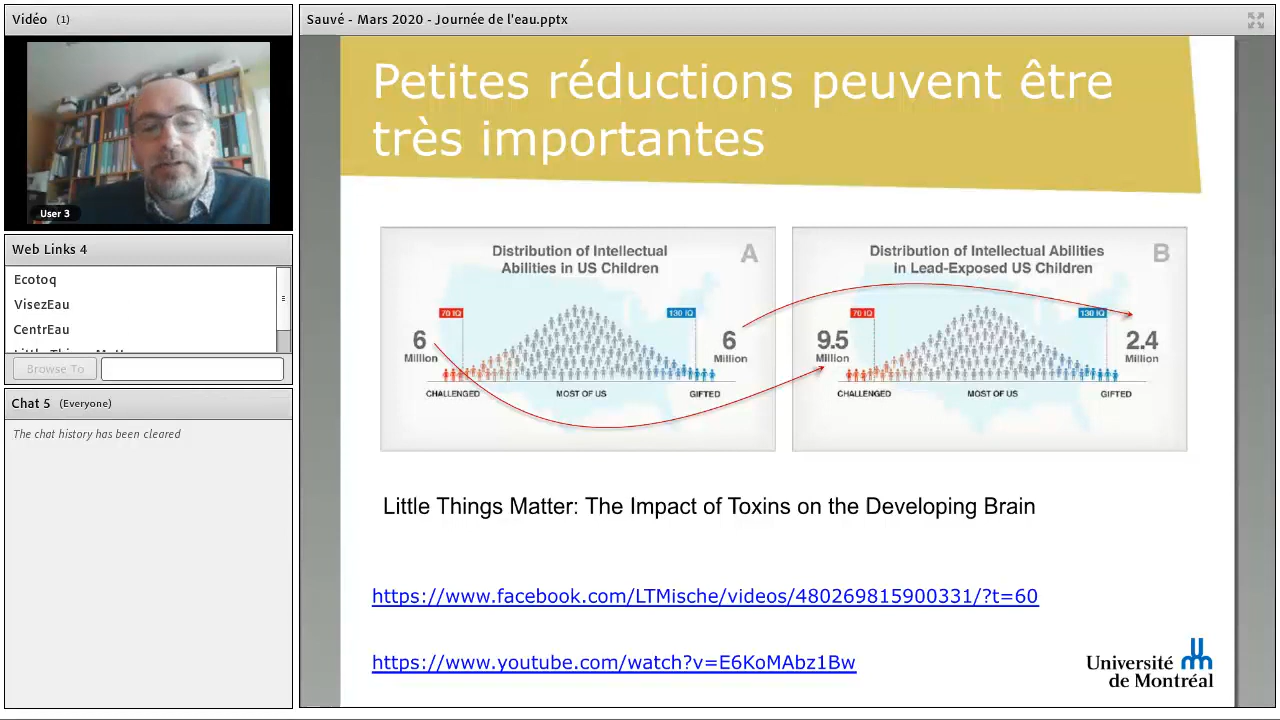 Vidéo (1)
User 3
Web Links 4
Ecotoq
VisezEau
CentrEau
Browse To
Chat 5 (Everyone)
The chat history has been cleared
Sauvé - Mars 2020 - Journée de l'eau.pptx
Petites réductions peuvent être
très importantes
Distribution of Intellectual
Abilities in US Children
A
70 IQ
130 IQ
6
Million
6
Million
CHALLENGED
MOST OF US
GIFTED
Distribution of Intellectual Abilities
in Lead-Exposed US Children
B
70 IQ
130 IQ
9.5
Million
2.4
Million
CHALLENGED
MOST OF US
GIFTED
Little Things Matter: The Impact of Toxins on the Developing Brain
https://www.facebook.com/LTMische/videos/480269815900331/?t=60
https://www.youtube.com/watch?v=E6KoMAbz1Bw
Université
de Montréal